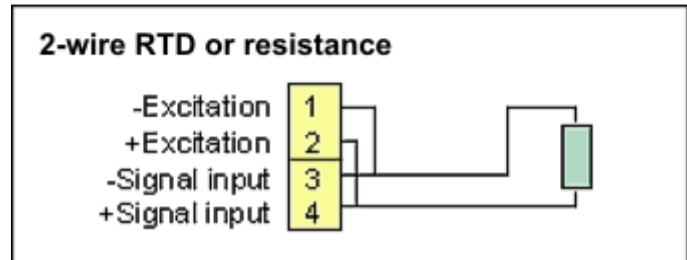 2-wire RTD or resistance
-Excitation 1
+Excitation 2
-Signal input 3
+Signal input 4